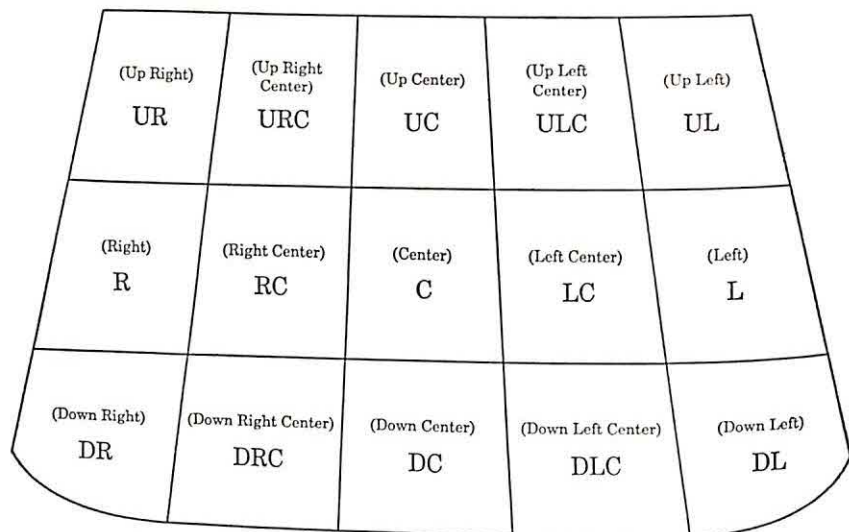 (Up Right)
UR
(Up Right
Center)
URC
(Up Center)
UC
(Up Left
Center)
ULC
(Up Left)
UL
(Right)
R
(Right Center)
RC
(Center)
C
(Left Center)
LC
(Left)
L
(Down Right)
DR
(Down Right Center)
DRC
(Down Center)
DC
(Down Left Center)
DLC
(Down Left)
DL